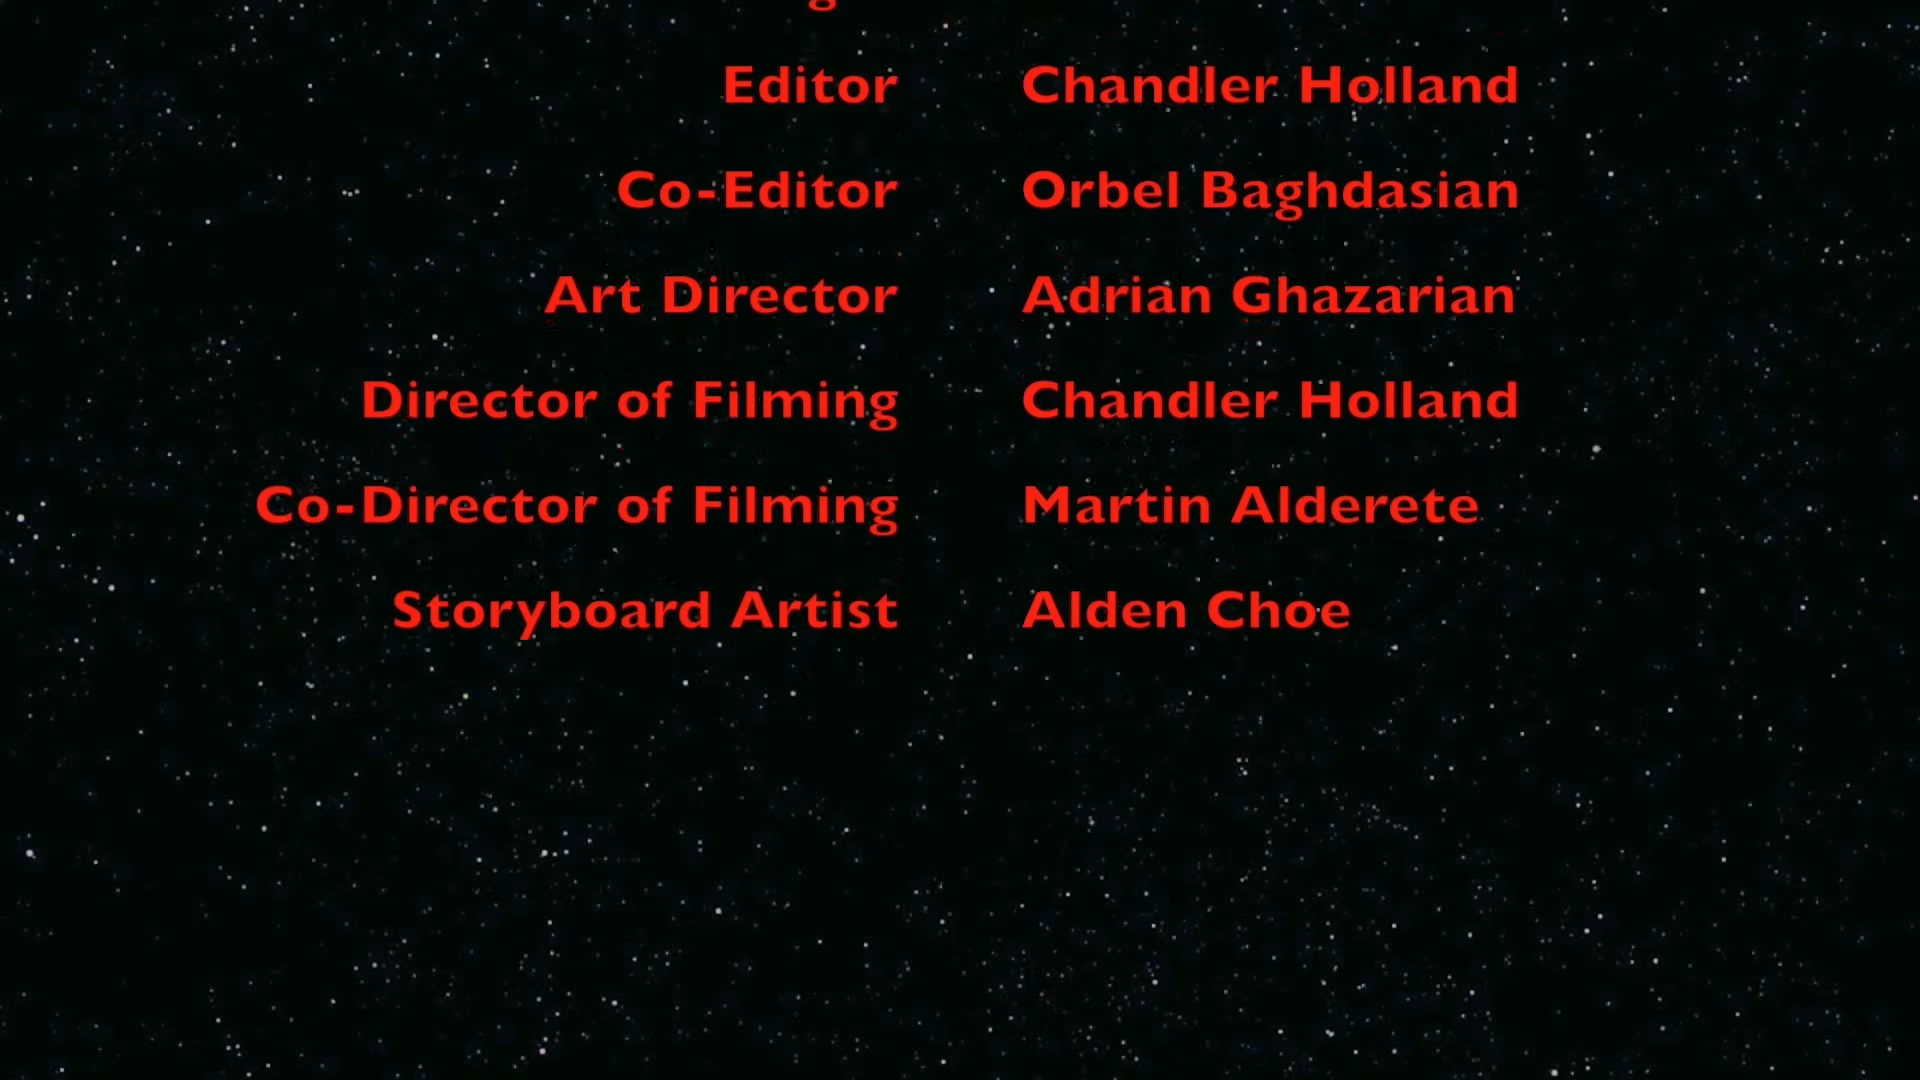 Editor Chandler Holland
Co-Editor Orbel Baghdasian
Art Director Adrian Ghazarian
Director of Filming Chandler Holland
Co-Director of Filming Martin Alderete
Storyboard Artist Alden Choe